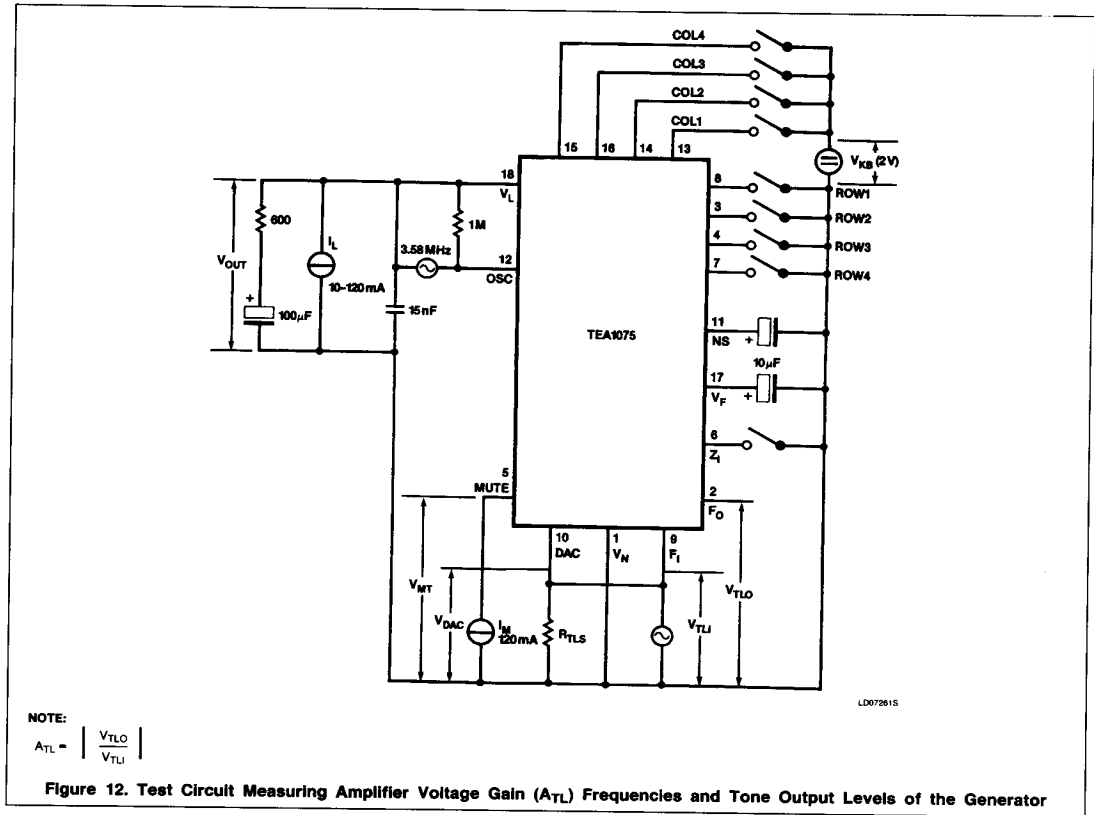 COL4
COL3
COL2
COL1
15 16 14 13
V_KB (2V)
18
V_L
8
ROW1
600
1M
3
ROW2
I_L
3.58 MHz
4
ROW3
V_OUT
12
OSC
7
ROW4
10–120mA
+
100µF
15nF
TEA1075
11
NS
+
10µF
17
V_F
+
6
Z_I
5
MUTE
2
F_O
10
DAC
1
V_N
9
F_I
V_MT
V_DAC
I_M
120mA
R_TLS
V_TLI
V_TLO
LD07261S
NOTE:
A_TL = | V_TLO / V_TLI |
Figure 12. Test Circuit Measuring Amplifier Voltage Gain (A_TL) Frequencies and Tone Output Levels of the Generator